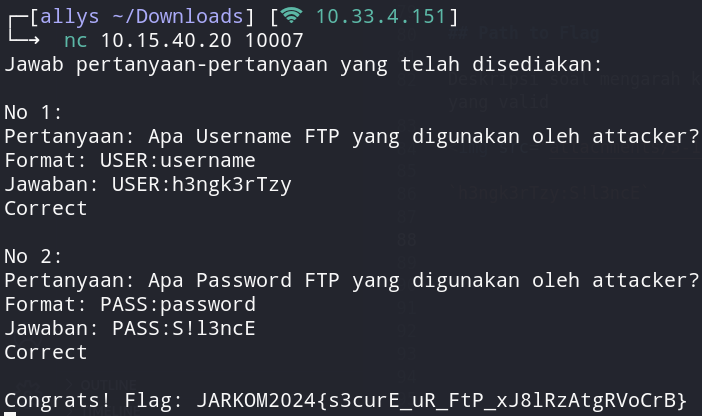 [allys ~/Downloads] [ 10.33.4.151]
nc 10.15.40.20 10007
Jawab pertanyaan-pertanyaan yang telah disediakan:
No 1:
Pertanyaan: Apa Username FTP yang digunakan oleh attacker?
Format: USER:username
Jawaban: USER:h3ngk3rTzy
Correct
No 2:
Pertanyaan: Apa Password FTP yang digunakan oleh attacker?
Format: PASS:password
Jawaban: PASS:S!l3ncE
Correct
Congrats! Flag: JARKOM2024{s3curE_uR_FtP_xJ8lRzAtgRVoCrB}